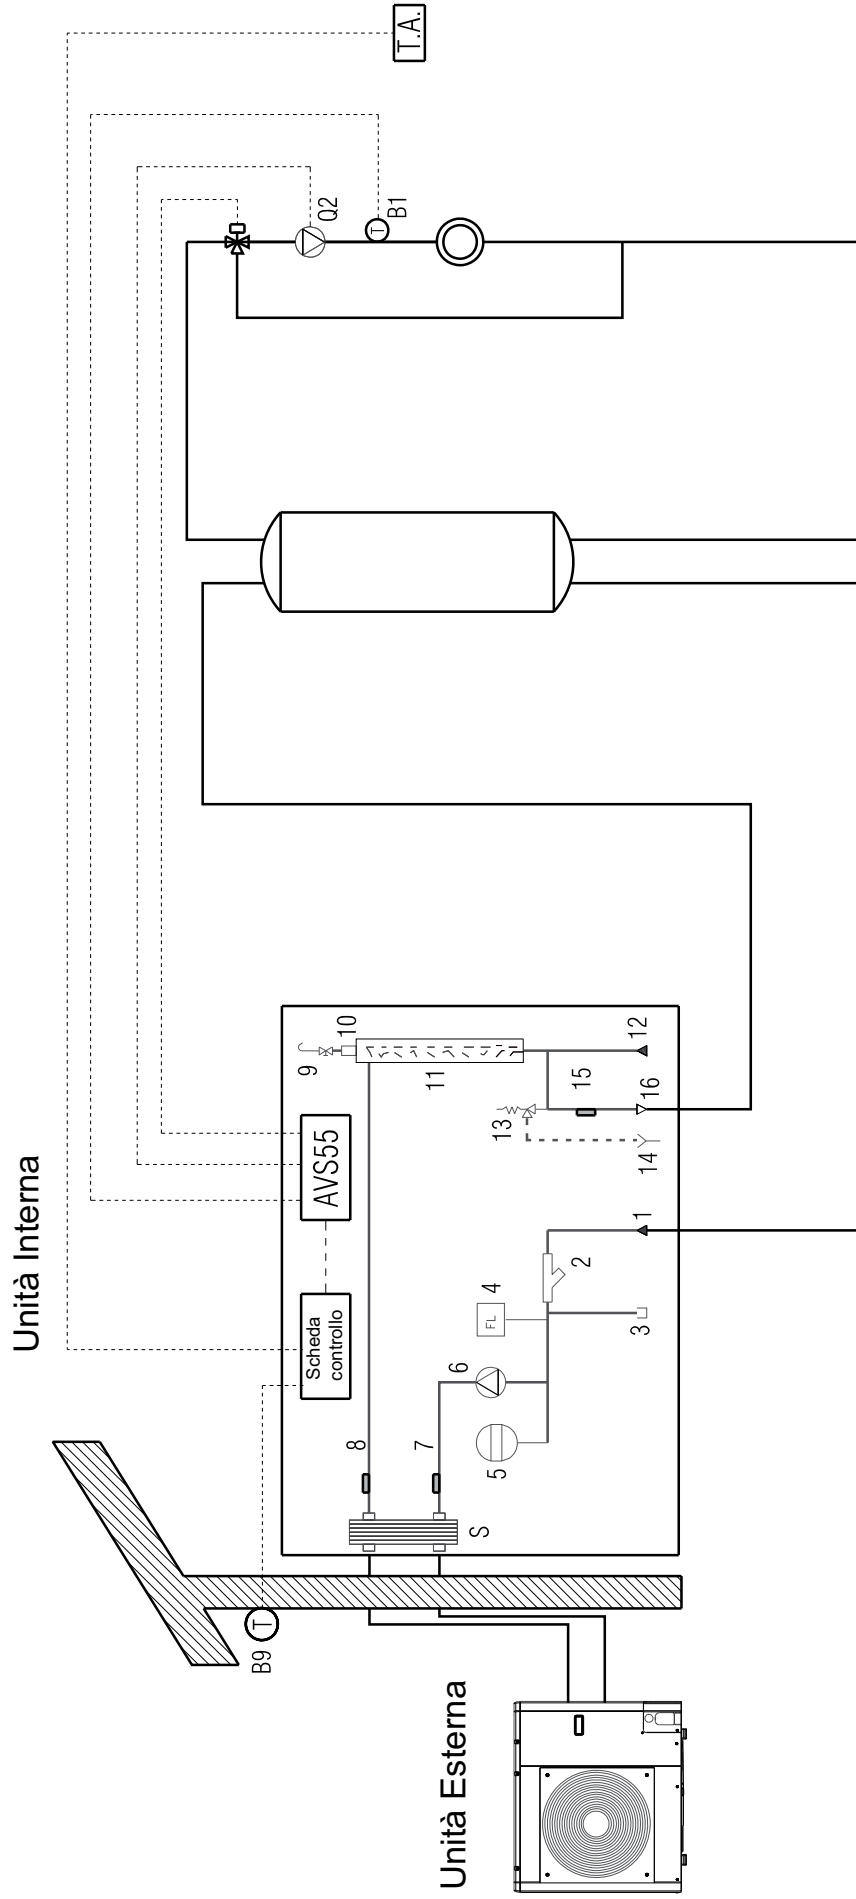 Unità Esterna
Unità Interna
B9
T
S
8
7
5
6
4
FL
3
2
1
Scheda
controllo
AVS55
9
10
11
12
13
14
15
16
Q2
T
B1
T.A.